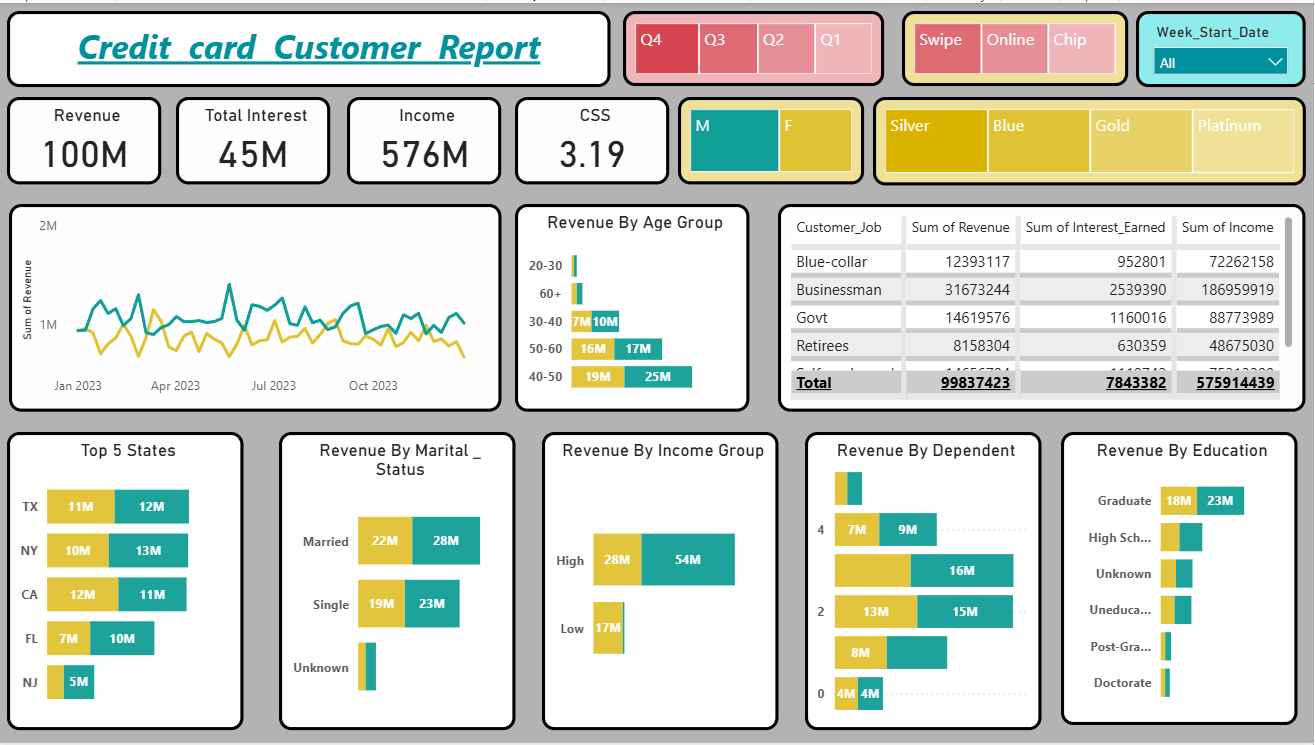 Credit card Customer Report
Q4 Q3 Q2 Q1
Swipe Online Chip
Week_Start_Date
All
Revenue
100M
Total Interest
45M
Income
576M
CSS
3.19
M F
Silver Blue Gold Platinum
2M
1M
Sum of Revenue
Jan 2023 Apr 2023 Jul 2023 Oct 2023
Revenue By Age Group
20-30
60+
30-40 7M 10M
50-60 16M 17M
40-50 19M 25M
Customer_Job Sum of Revenue Sum of Interest_Earned Sum of Income
Blue-collar 12393117 952801 72262158
Businessman 31673244 2539390 186959919
Govt 14619576 1160016 88773989
Retirees 8158304 630359 48675030
Total 99837423 7843382 575914439
Top 5 States
TX 11M 12M
NY 10M 13M
CA 12M 11M
FL 7M 10M
NJ 5M
Revenue By Marital _
Status
Married 22M 28M
Single 19M 23M
Unknown
Revenue By Income Group
High 28M 54M
Low 17M
Revenue By Dependent
4 7M 9M
16M
2 13M 15M
8M
0 4M 4M
Revenue By Education
Graduate 18M 23M
High Sch...
Unknown
Uneduca...
Post-Gra...
Doctorate